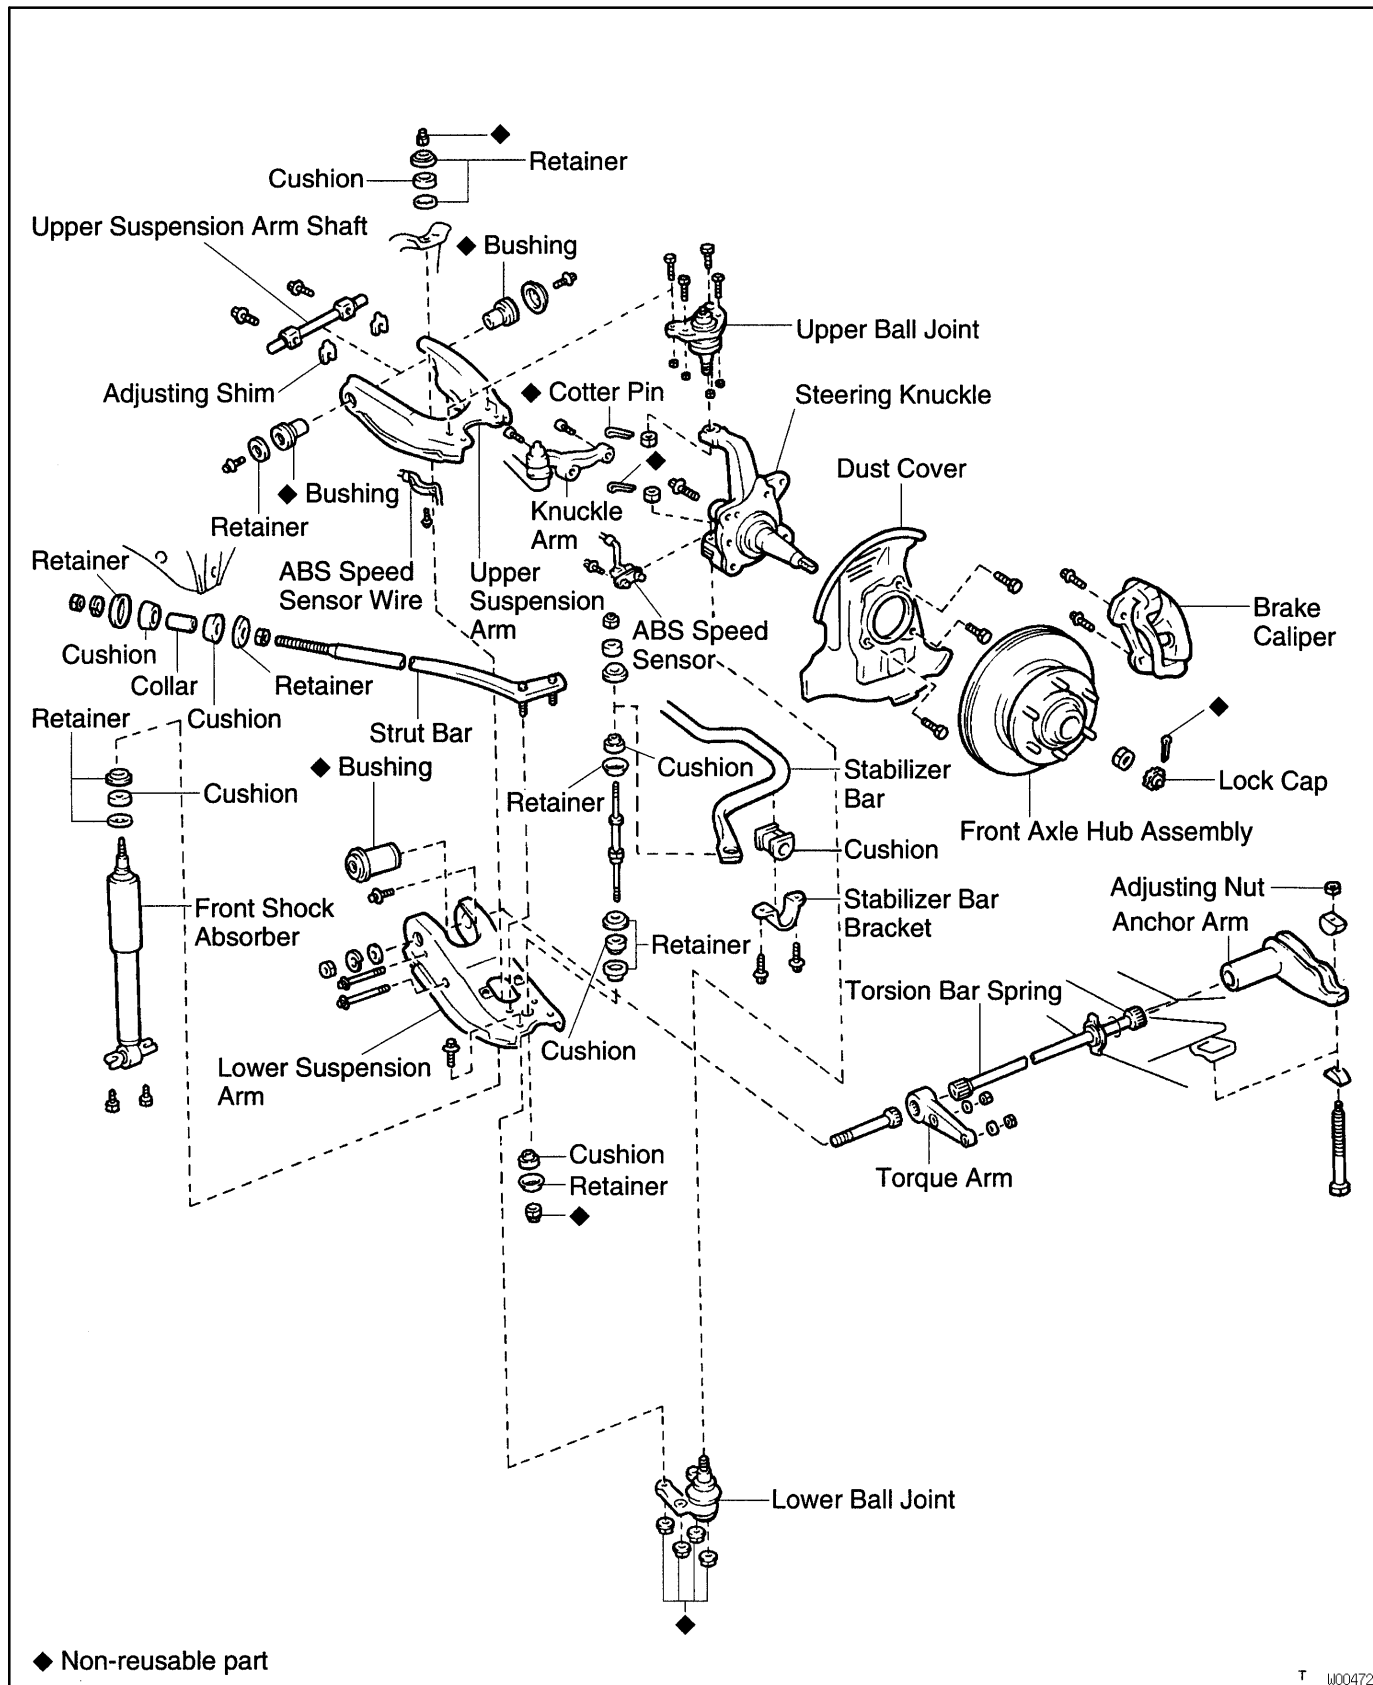 ◆
Retainer
Cushion
Upper Suspension Arm Shaft
◆ Bushing
Upper Ball Joint
Adjusting Shim
◆ Cotter Pin
Steering Knuckle
◆
Dust Cover
◆ Bushing
Knuckle
Arm
Retainer
Retainer
ABS Speed
Sensor Wire
Upper
Suspension
Arm
ABS Speed
Sensor
Brake
Caliper
Cushion
Collar
Retainer
Cushion
Retainer
Strut Bar
◆
◆ Bushing
Cushion
Stabilizer
Bar
Lock Cap
Cushion
Retainer
Front Axle Hub Assembly
Cushion
Adjusting Nut
Anchor Arm
Front Shock
Absorber
Stabilizer Bar
Bracket
Retainer
Torsion Bar Spring
Cushion
Lower Suspension
Arm
Cushion
Retainer
◆
Torque Arm
Lower Ball Joint
◆
◆ Non-reusable part
T W00472